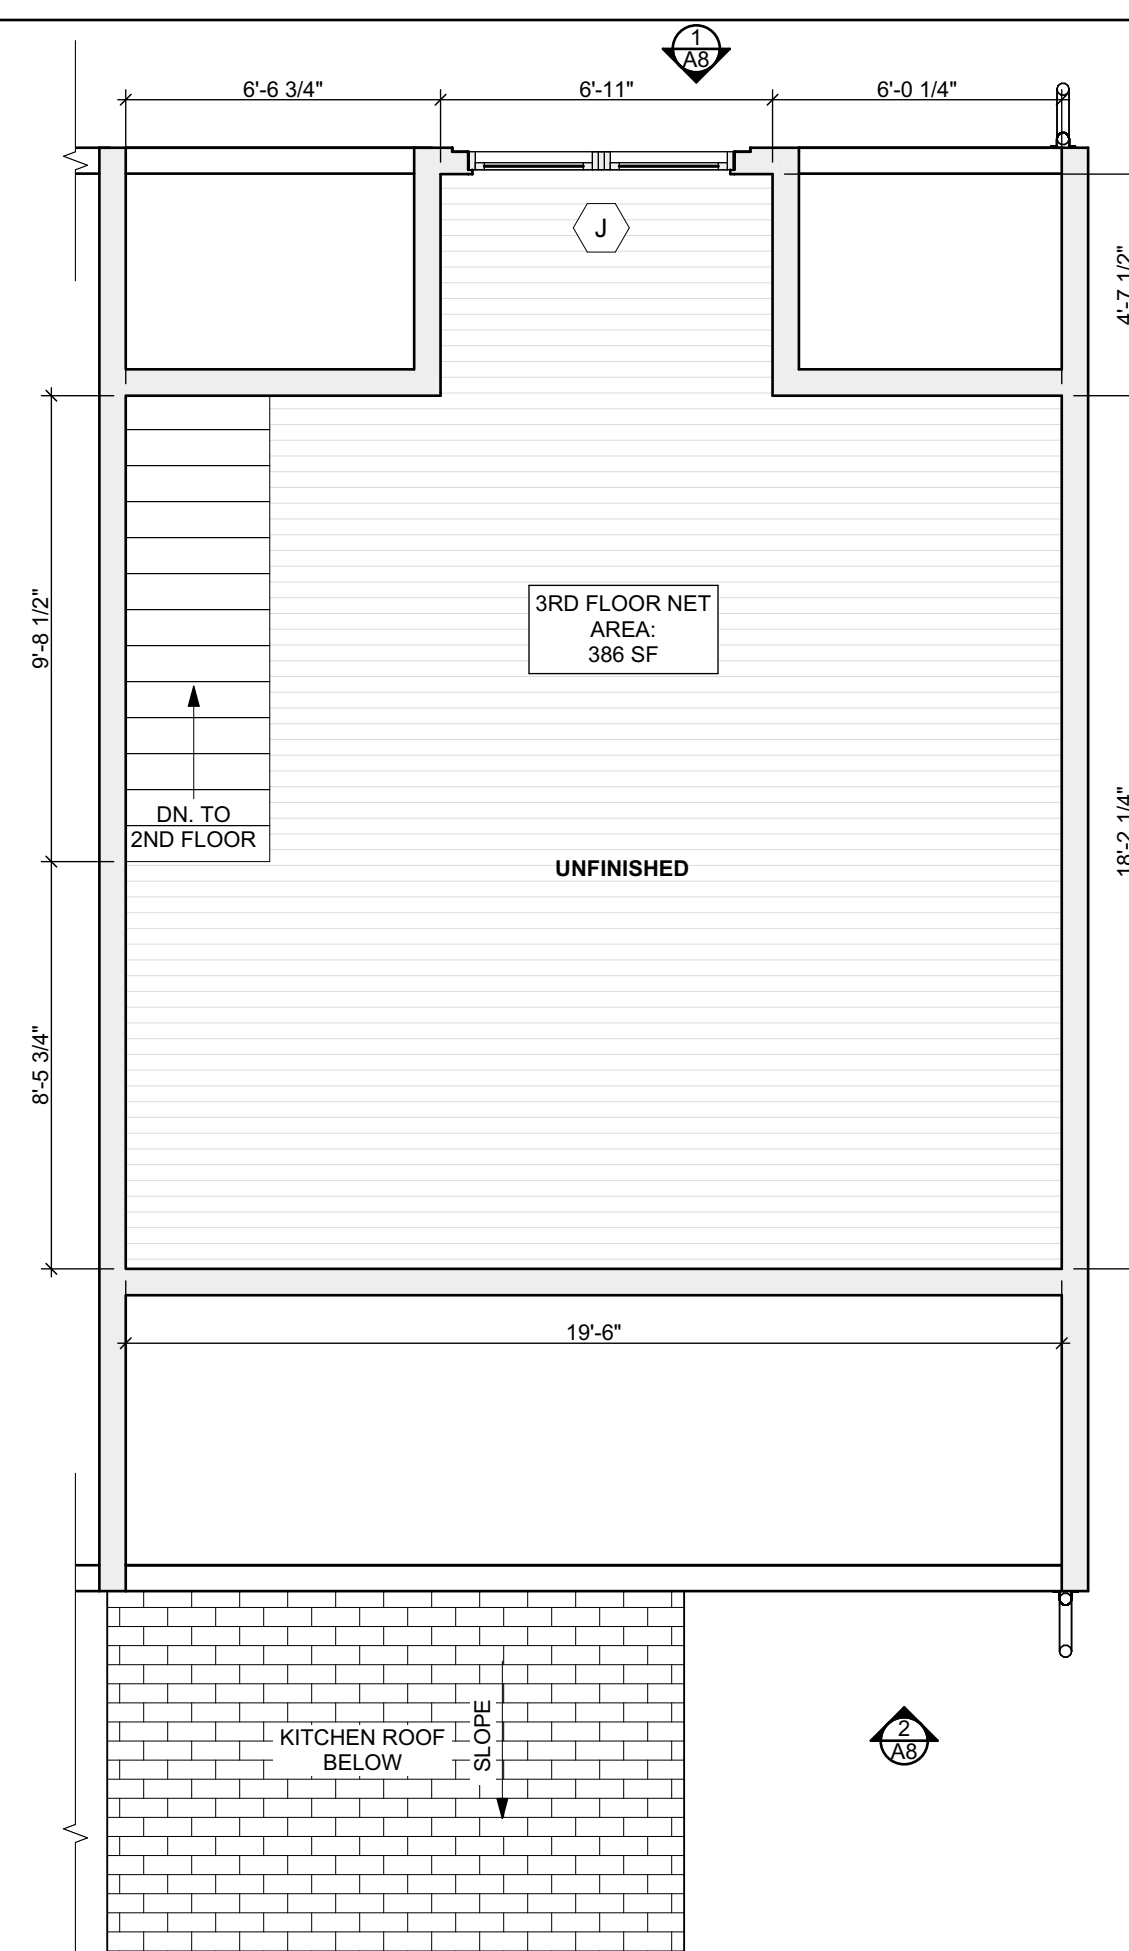 1
A8
6'-6 3/4"
6'-11"
6'-0 1/4"
J
4'-7 1/2"
9'-8 1/2"
3RD FLOOR NET
AREA:
386 SF
DN. TO
2ND FLOOR
UNFINISHED
18'-2 1/4"
8'-5 3/4"
19'-6"
KITCHEN ROOF
BELOW
SLOPE
2
A8